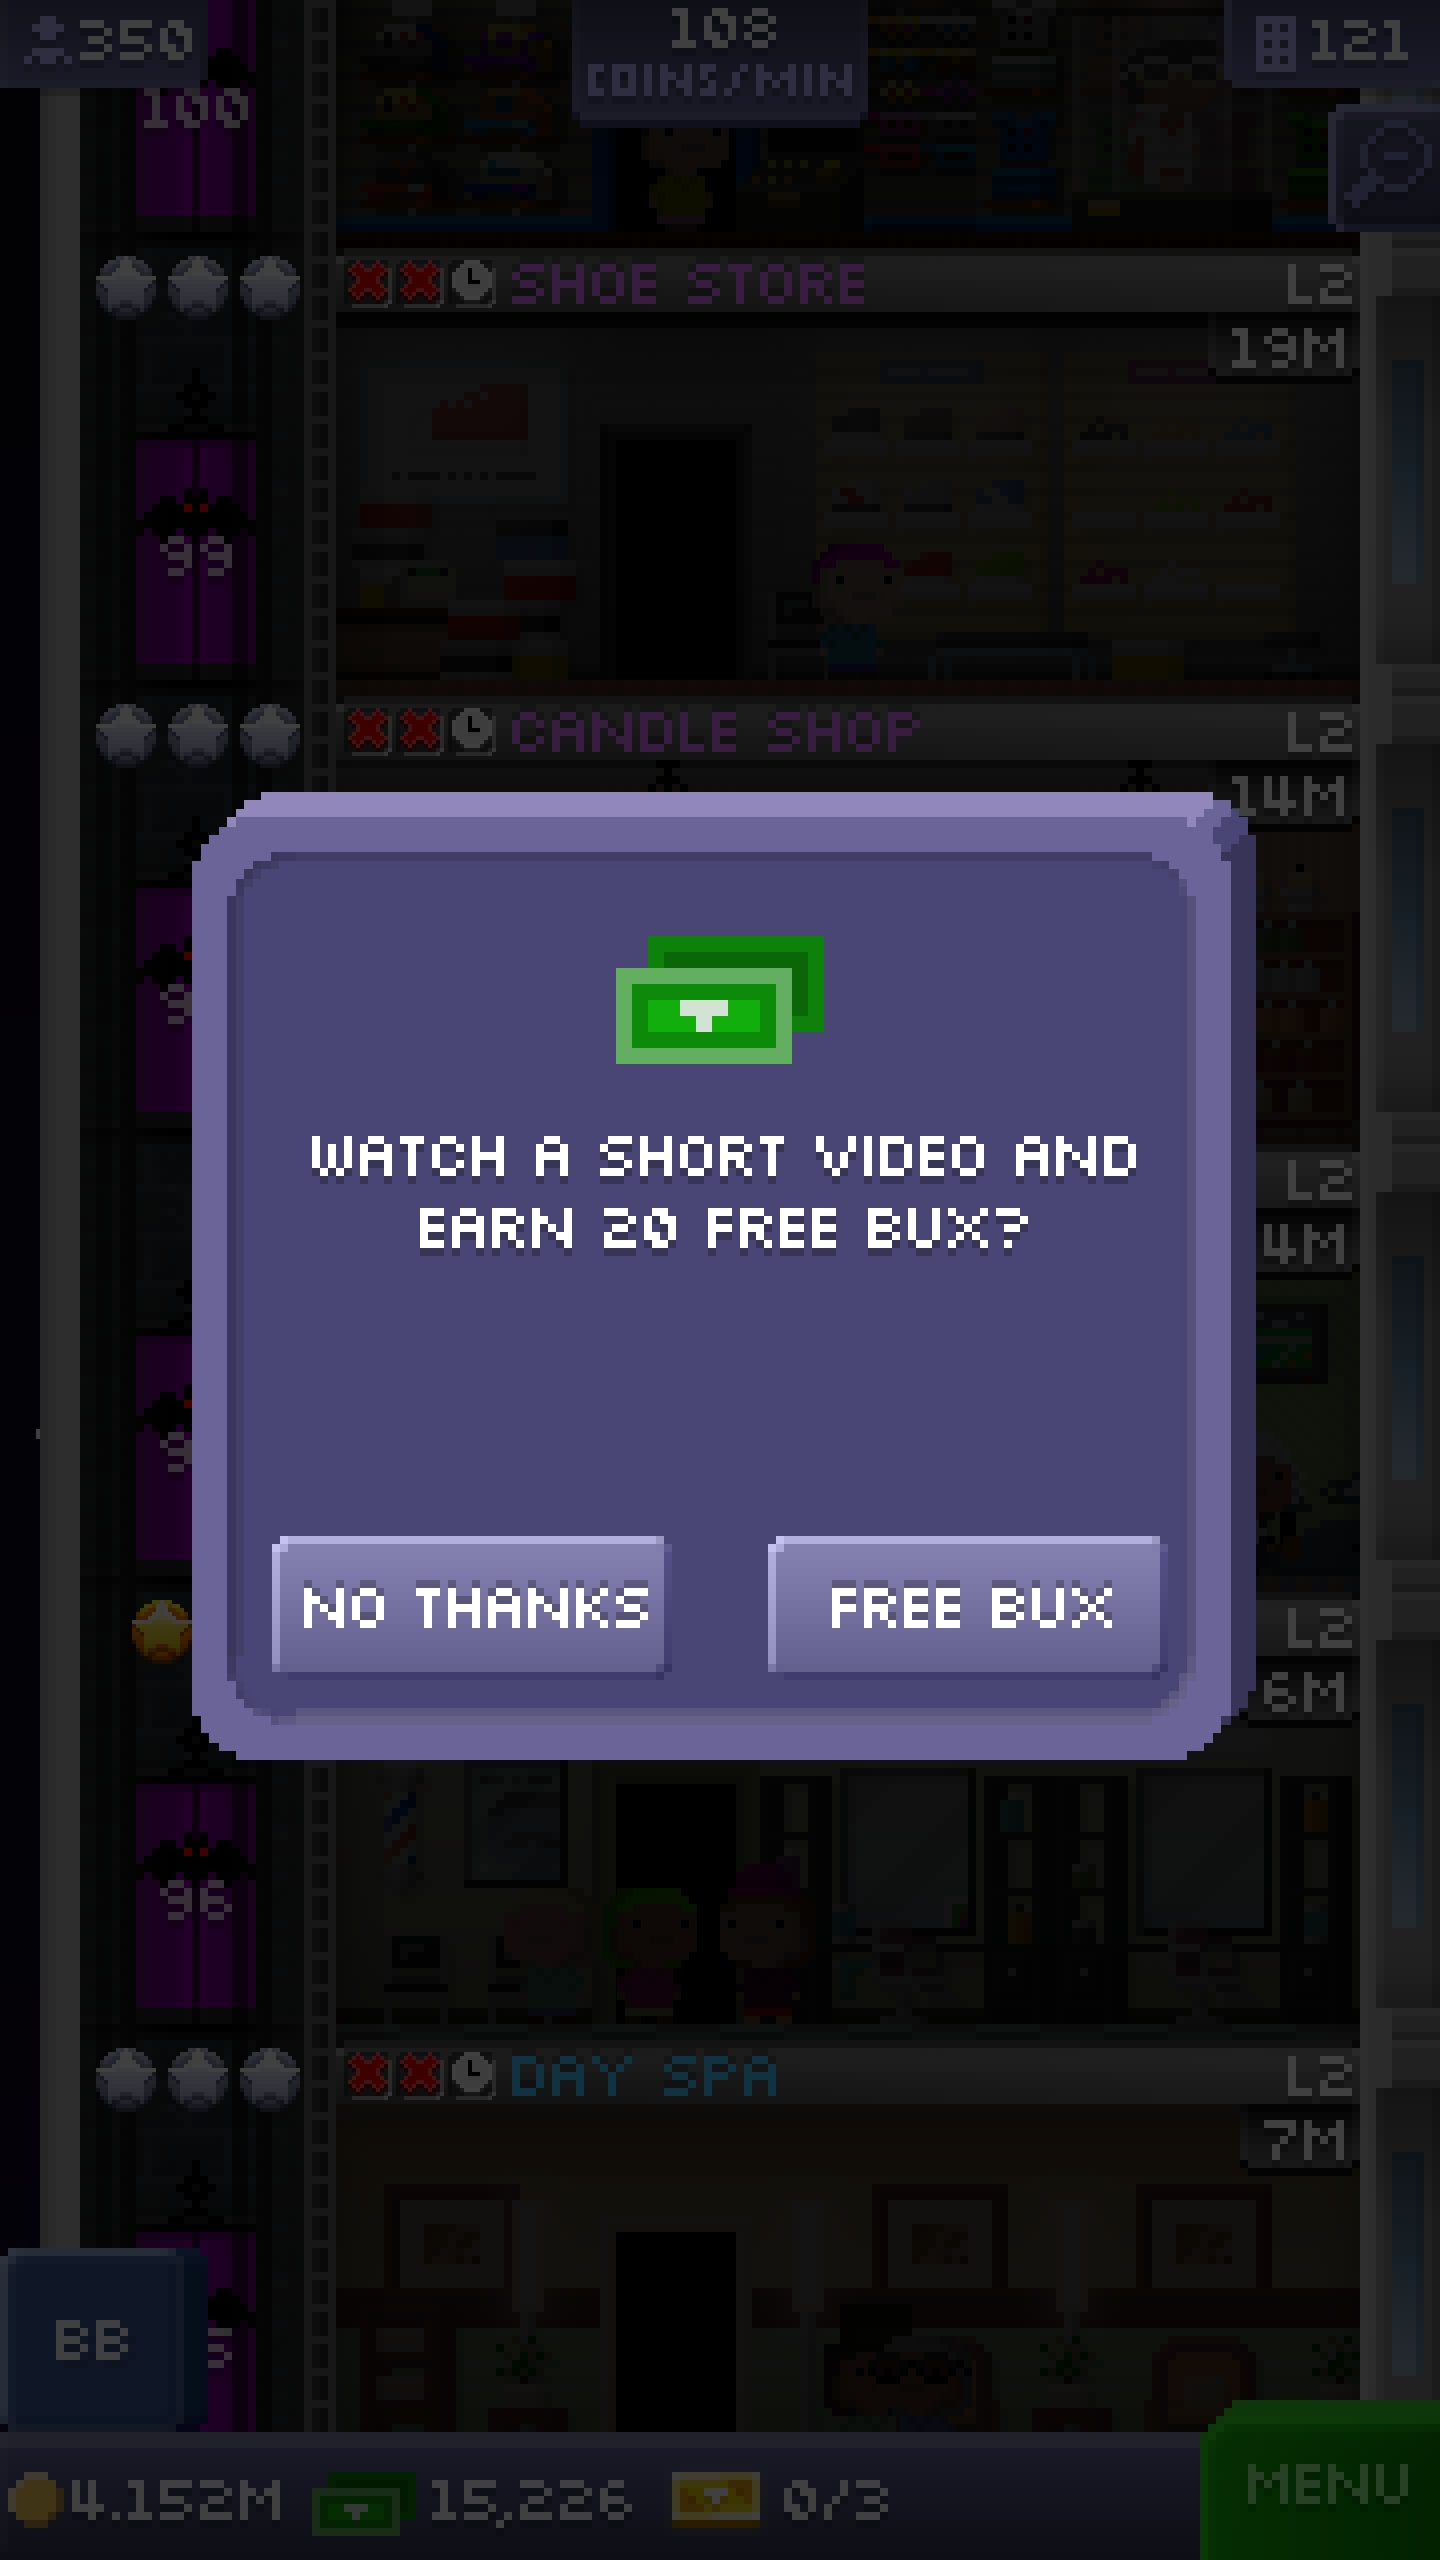 350
108
COINS/MIN
121
100
SHOE STORE
L2
19M
99
CANDLE SHOP
L2
14M
WATCH A SHORT VIDEO AND
EARN 20 FREE BUX?
L2
4M
NO THANKS
FREE BUX
L2
6M
96
DAY SPA
L2
7M
BB
4.152M
15,226
0/3
MENU